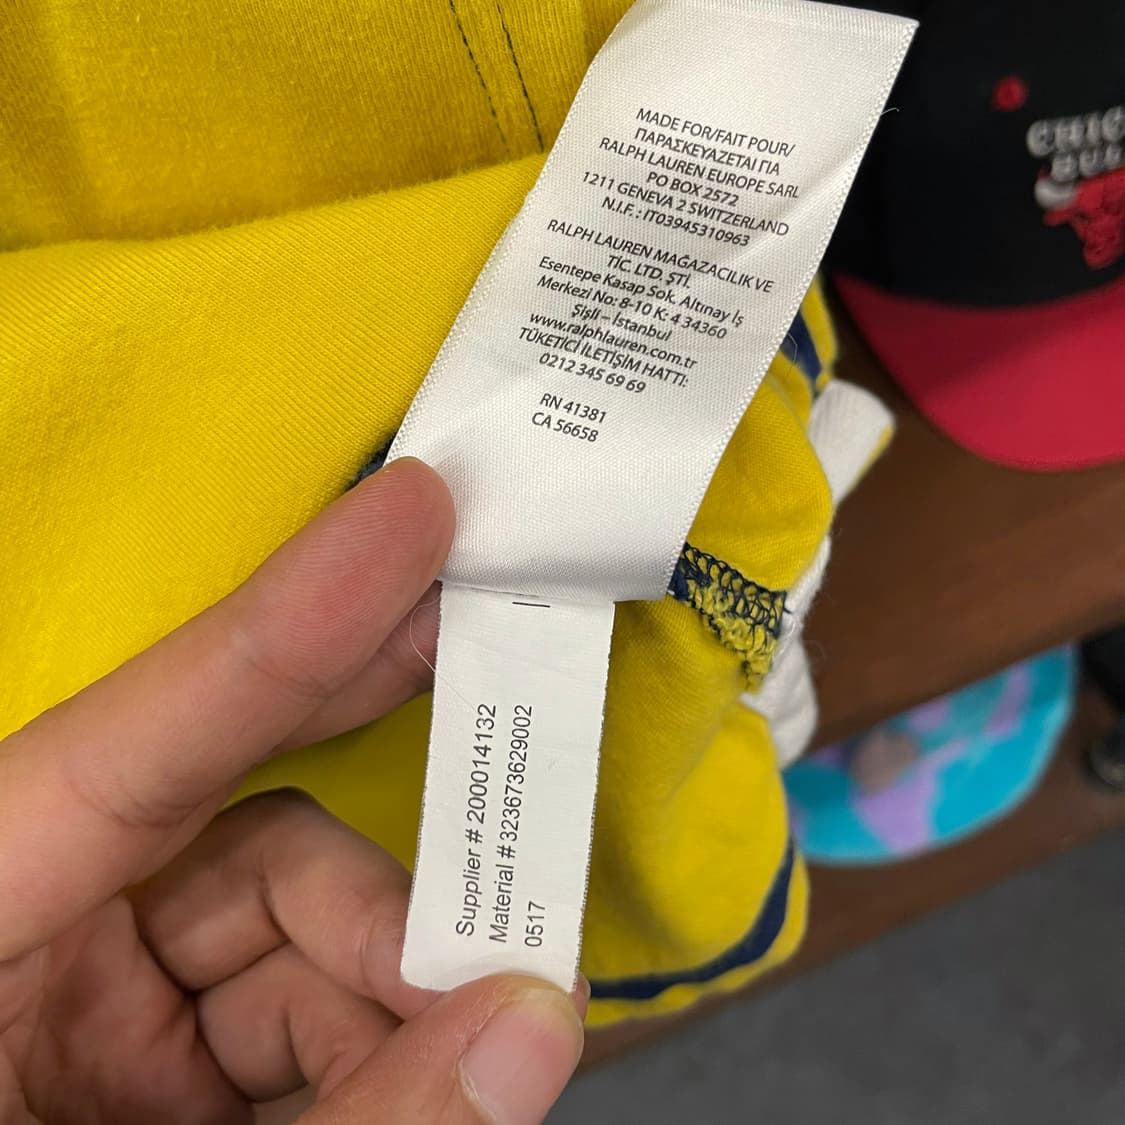 MADE FOR/FAIT POUR/
ΠΑΡΑΣΚΕΥΑΖΕΤΑΙ ΓΙΑ
RALPH LAUREN EUROPE SARL
PO BOX 2572
1211 GENEVA 2 SWITZERLAND
N.I.F. : IT03945310963
RALPH LAUREN MAĞAZACILIK VE
TİC. LTD. ŞTİ.
Esentepe Kasap Sok. Altınay İş
Merkezi No: 8-10 K: 4 34360
Şişli – İstanbul
www.ralphlauren.com.tr
TÜKETİCİ İLETİŞİM HATTI:
0212 345 69 69
RN 41381
CA 56658
Supplier # 200014132
Material # 323673629002
0517